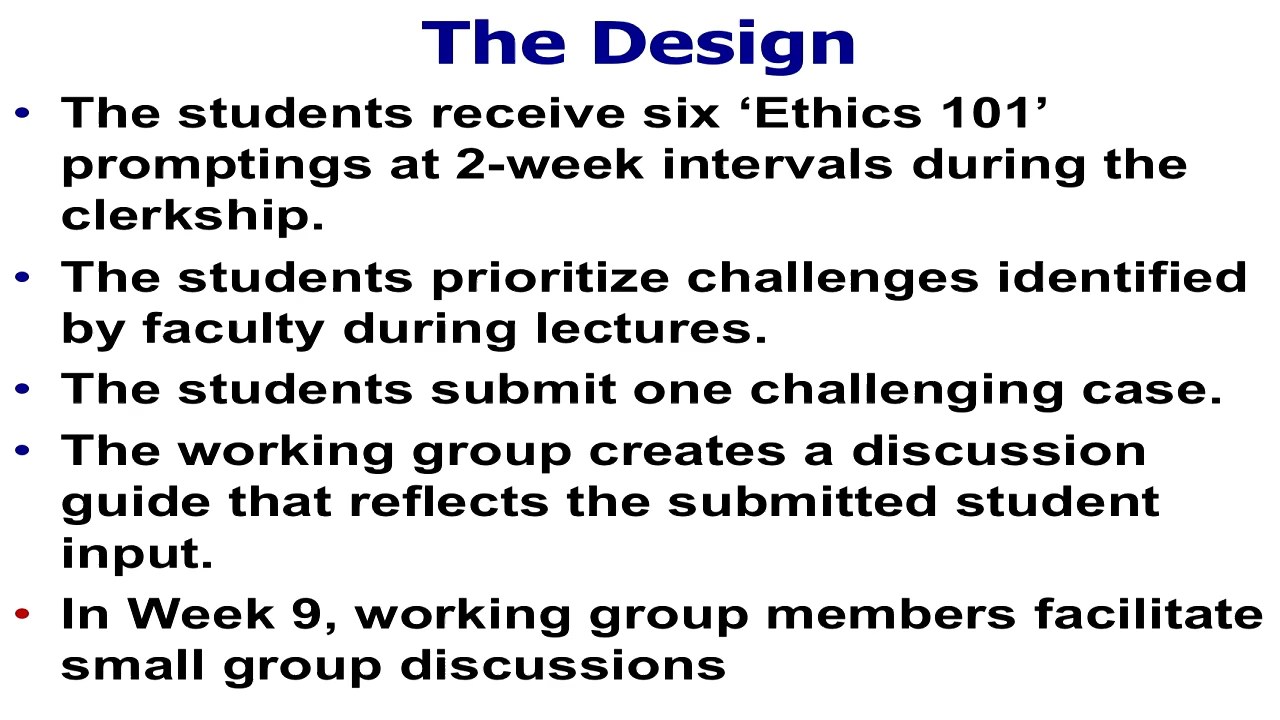 The Design
• The students receive six ‘Ethics 101’
promptings at 2-week intervals during the
clerkship.
• The students prioritize challenges identified
by faculty during lectures.
• The students submit one challenging case.
• The working group creates a discussion
guide that reflects the submitted student
input.
• In Week 9, working group members facilitate
small group discussions